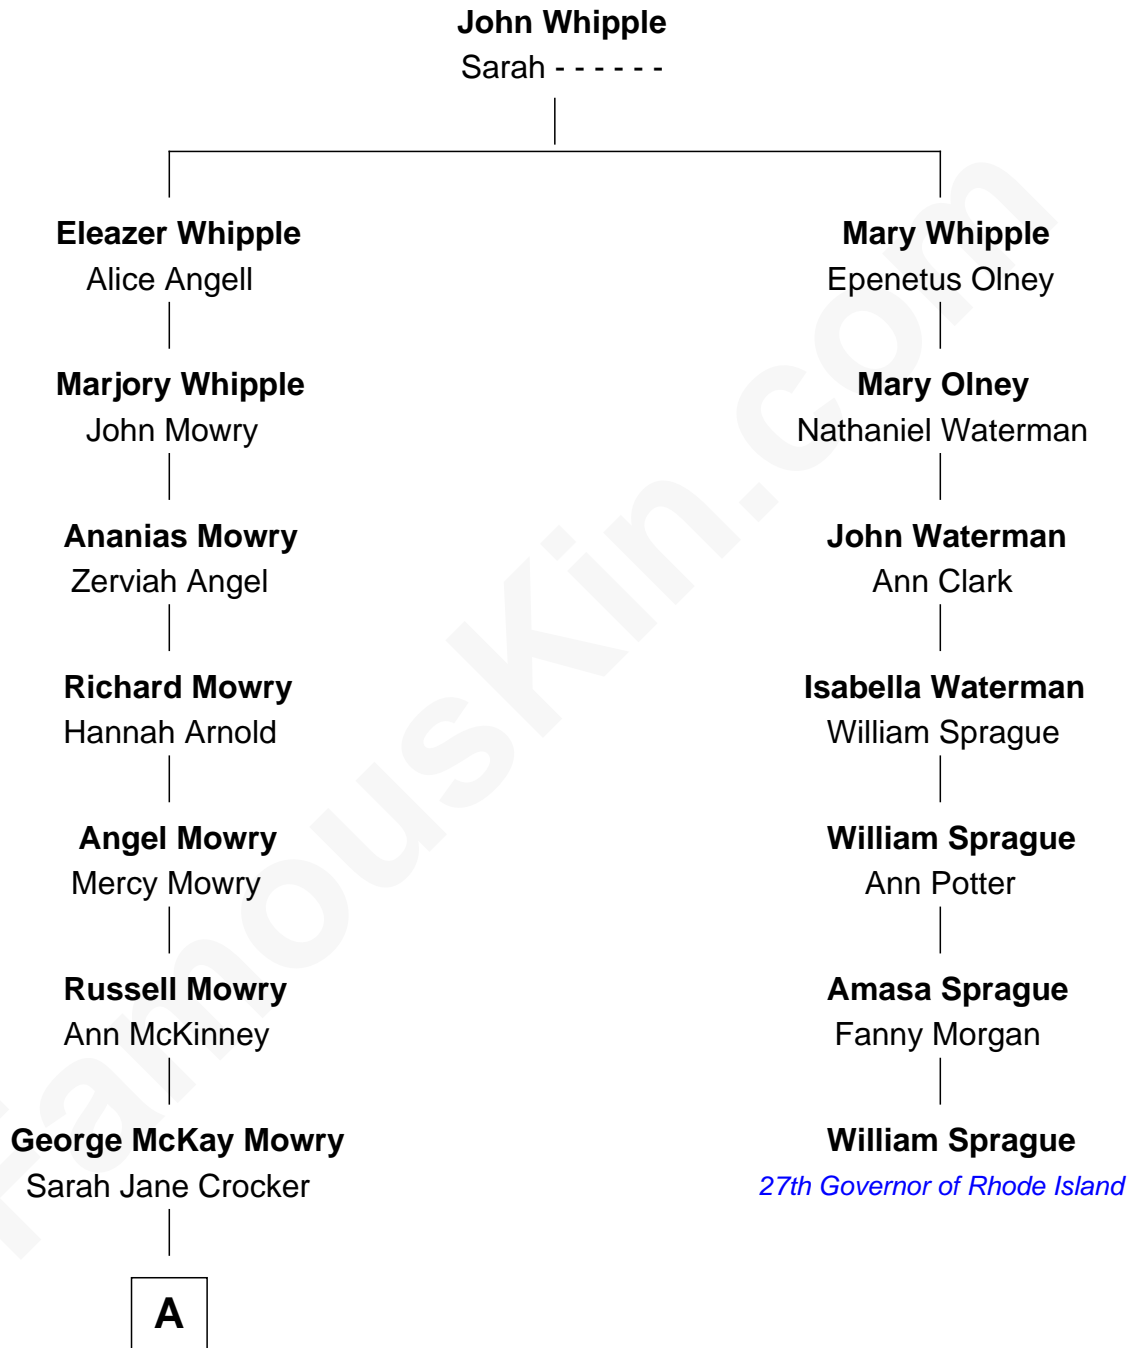 John Whipple
Sarah - - - - - -
Eleazer Whipple
Alice Angell
Mary Whipple
Epenetus Olney
Marjory Whipple
John Mowry
Mary Olney
Nathaniel Waterman
Ananias Mowry
Zerviah Angel
John Waterman
Ann Clark
Richard Mowry
Hannah Arnold
Isabella Waterman
William Sprague
Angel Mowry
Mercy Mowry
William Sprague
Ann Potter
Russell Mowry
Ann McKinney
Amasa Sprague
Fanny Morgan
George McKay Mowry
Sarah Jane Crocker
William Sprague
27th Governor of Rhode Island
A
FamousKin.com